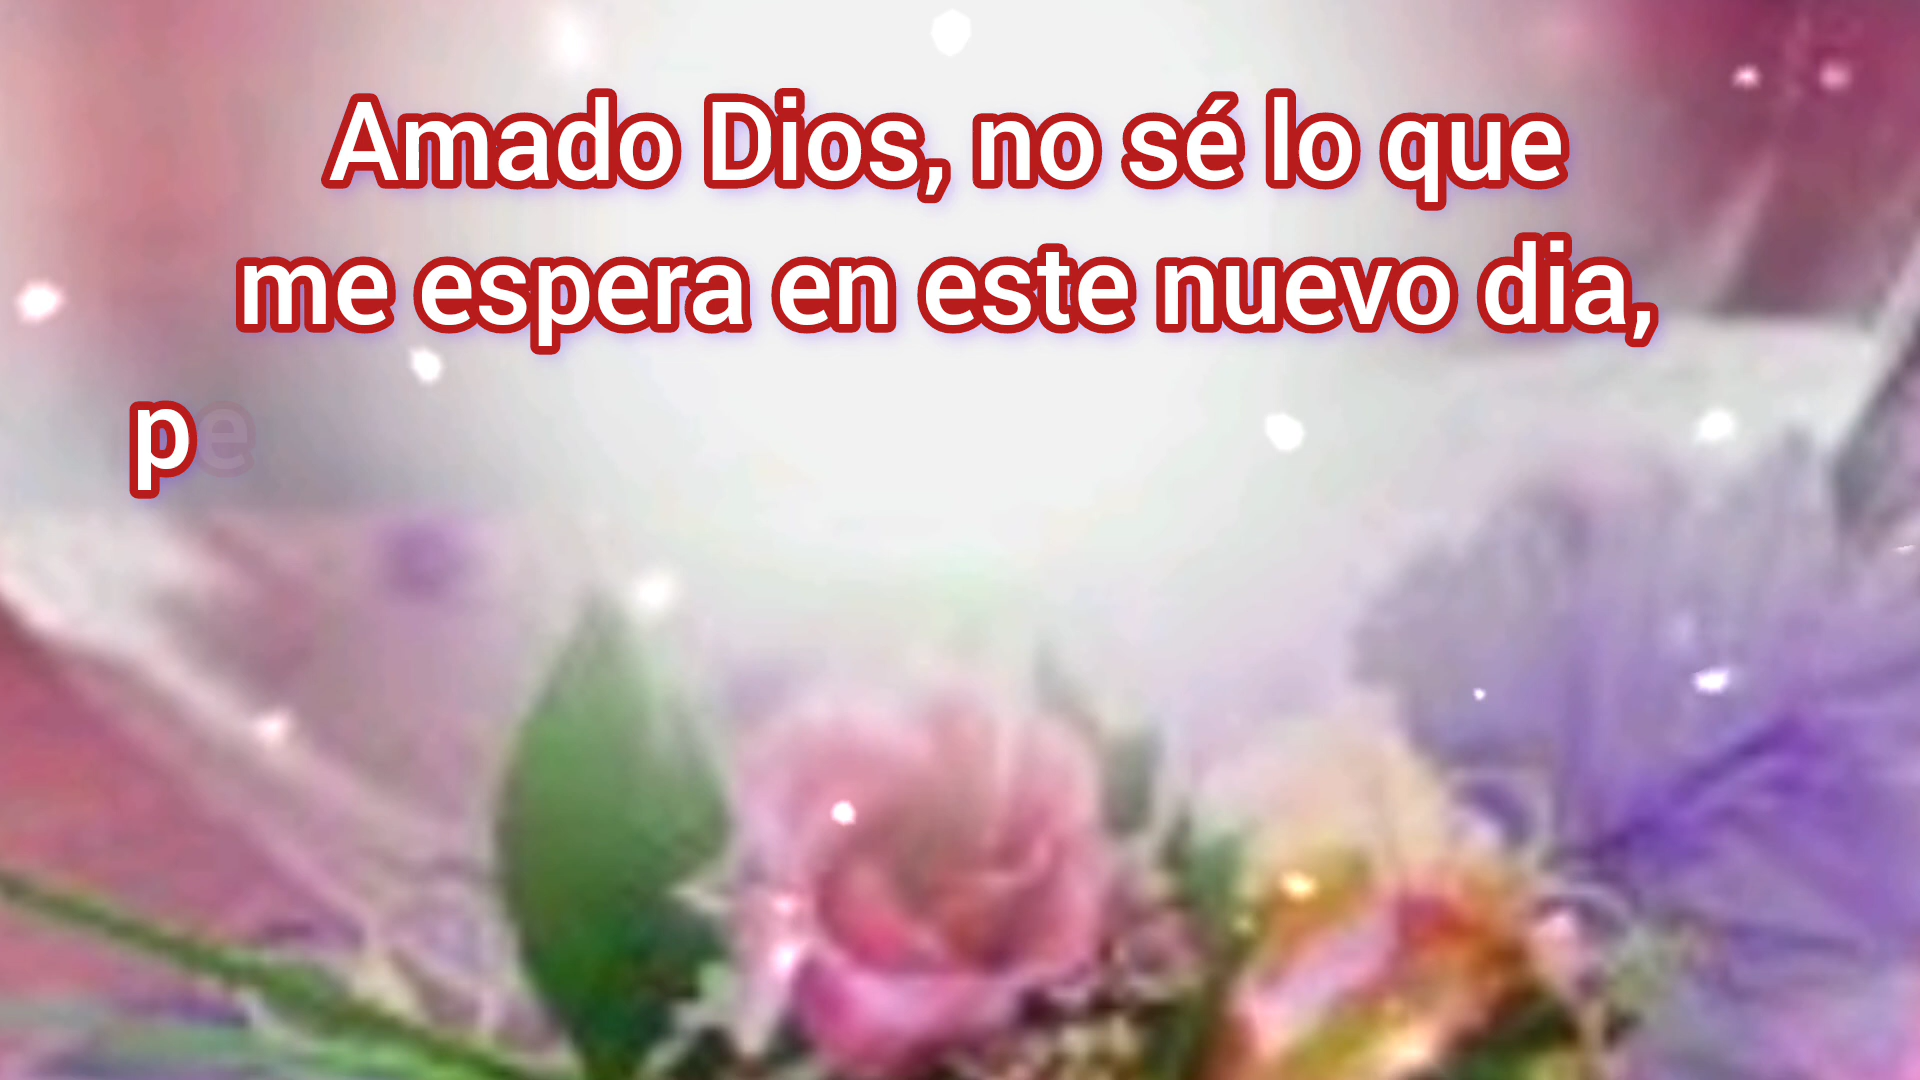 Amado Dios, no sé lo que
me espera en este nuevo dia,
pe